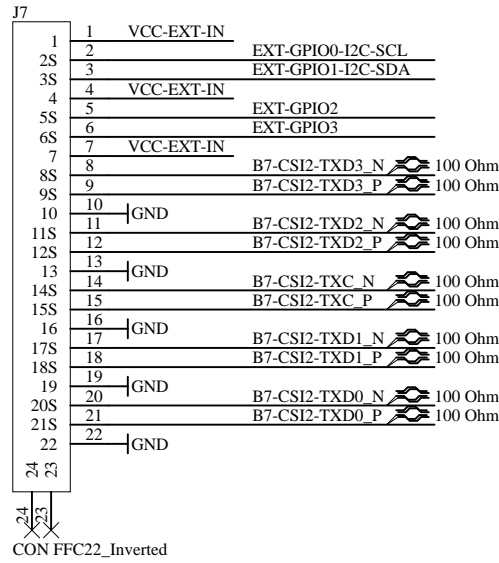 J7
1 1 VCC-EXT-IN
2S 2 EXT-GPIO0-I2C-SCL
3S 3 EXT-GPIO1-I2C-SDA
4 4 VCC-EXT-IN
5S 5 EXT-GPIO2
6S 6 EXT-GPIO3
7 7 VCC-EXT-IN
8S 8 B7-CSI2-TXD3_N 100 Ohm
9S 9 B7-CSI2-TXD3_P 100 Ohm
10 10 GND
11S 11 B7-CSI2-TXD2_N 100 Ohm
12S 12 B7-CSI2-TXD2_P 100 Ohm
13 13 GND
14S 14 B7-CSI2-TXC_N 100 Ohm
15S 15 B7-CSI2-TXC_P 100 Ohm
16 16 GND
17S 17 B7-CSI2-TXD1_N 100 Ohm
18S 18 B7-CSI2-TXD1_P 100 Ohm
19 19 GND
20S 20 B7-CSI2-TXD0_N 100 Ohm
21S 21 B7-CSI2-TXD0_P 100 Ohm
22 22 GND
24 23
24 23
CON FFC22_Inverted